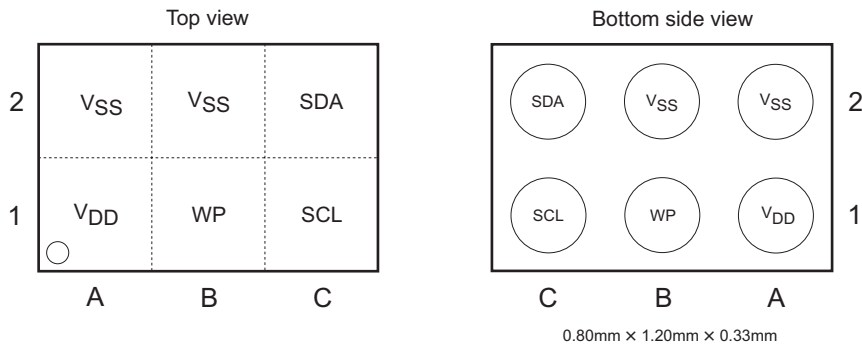 Top view
2 VSS VSS SDA
1 VDD WP SCL
A B C
Bottom side view
SDA VSS VSS 2
SCL WP VDD 1
C B A
0.80mm × 1.20mm × 0.33mm